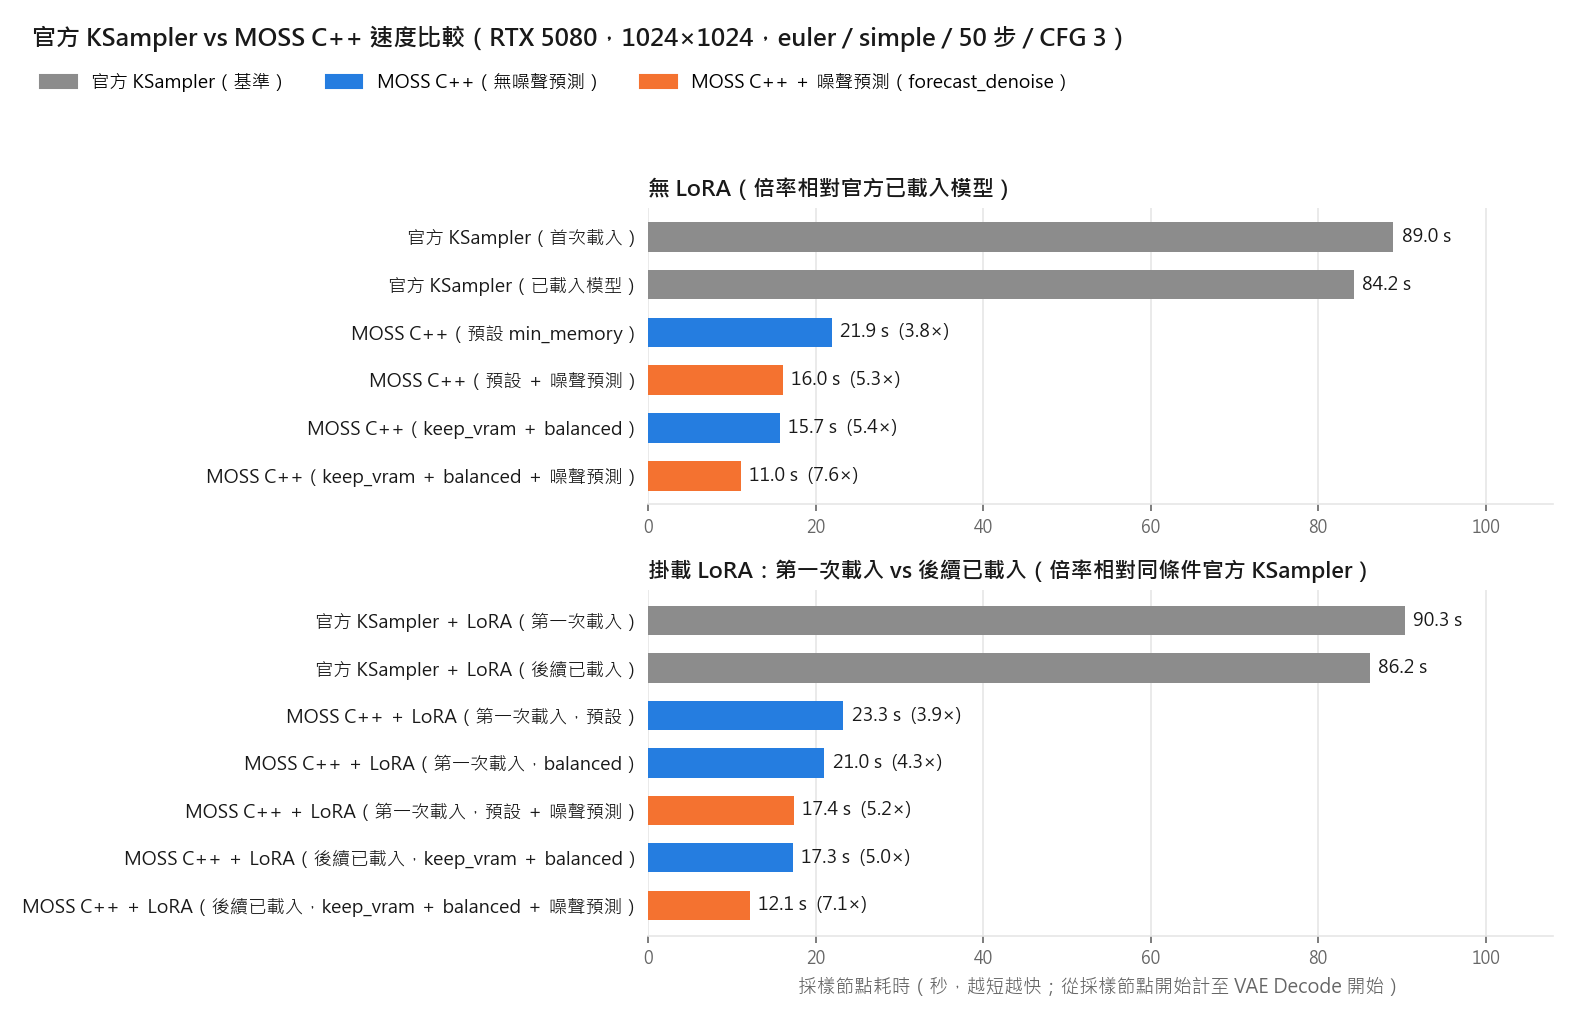 官方 KSampler vs MOSS C++ 速度比較（RTX 5080，1024×1024，euler / simple / 50 步 / CFG 3）
官方 KSampler（基準）
MOSS C++（無噪聲預測）
MOSS C++ + 噪聲預測（forecast_denoise）
無 LoRA（倍率相對官方已載入模型）
官方 KSampler（首次載入） 89.0 s
官方 KSampler（已載入模型） 84.2 s
MOSS C++（預設 min_memory） 21.9 s (3.8×)
MOSS C++（預設 + 噪聲預測） 16.0 s (5.3×)
MOSS C++（keep_vram + balanced） 15.7 s (5.4×)
MOSS C++（keep_vram + balanced + 噪聲預測） 11.0 s (7.6×)
0 20 40 60 80 100
掛載 LoRA：第一次載入 vs 後續已載入（倍率相對同條件官方 KSampler）
官方 KSampler + LoRA（第一次載入） 90.3 s
官方 KSampler + LoRA（後續已載入） 86.2 s
MOSS C++ + LoRA（第一次載入，預設） 23.3 s (3.9×)
MOSS C++ + LoRA（第一次載入，balanced） 21.0 s (4.3×)
MOSS C++ + LoRA（第一次載入，預設 + 噪聲預測） 17.4 s (5.2×)
MOSS C++ + LoRA（後續已載入，keep_vram + balanced） 17.3 s (5.0×)
MOSS C++ + LoRA（後續已載入，keep_vram + balanced + 噪聲預測） 12.1 s (7.1×)
0 20 40 60 80 100
採樣節點耗時（秒，越短越快；從採樣節點開始計至 VAE Decode 開始）